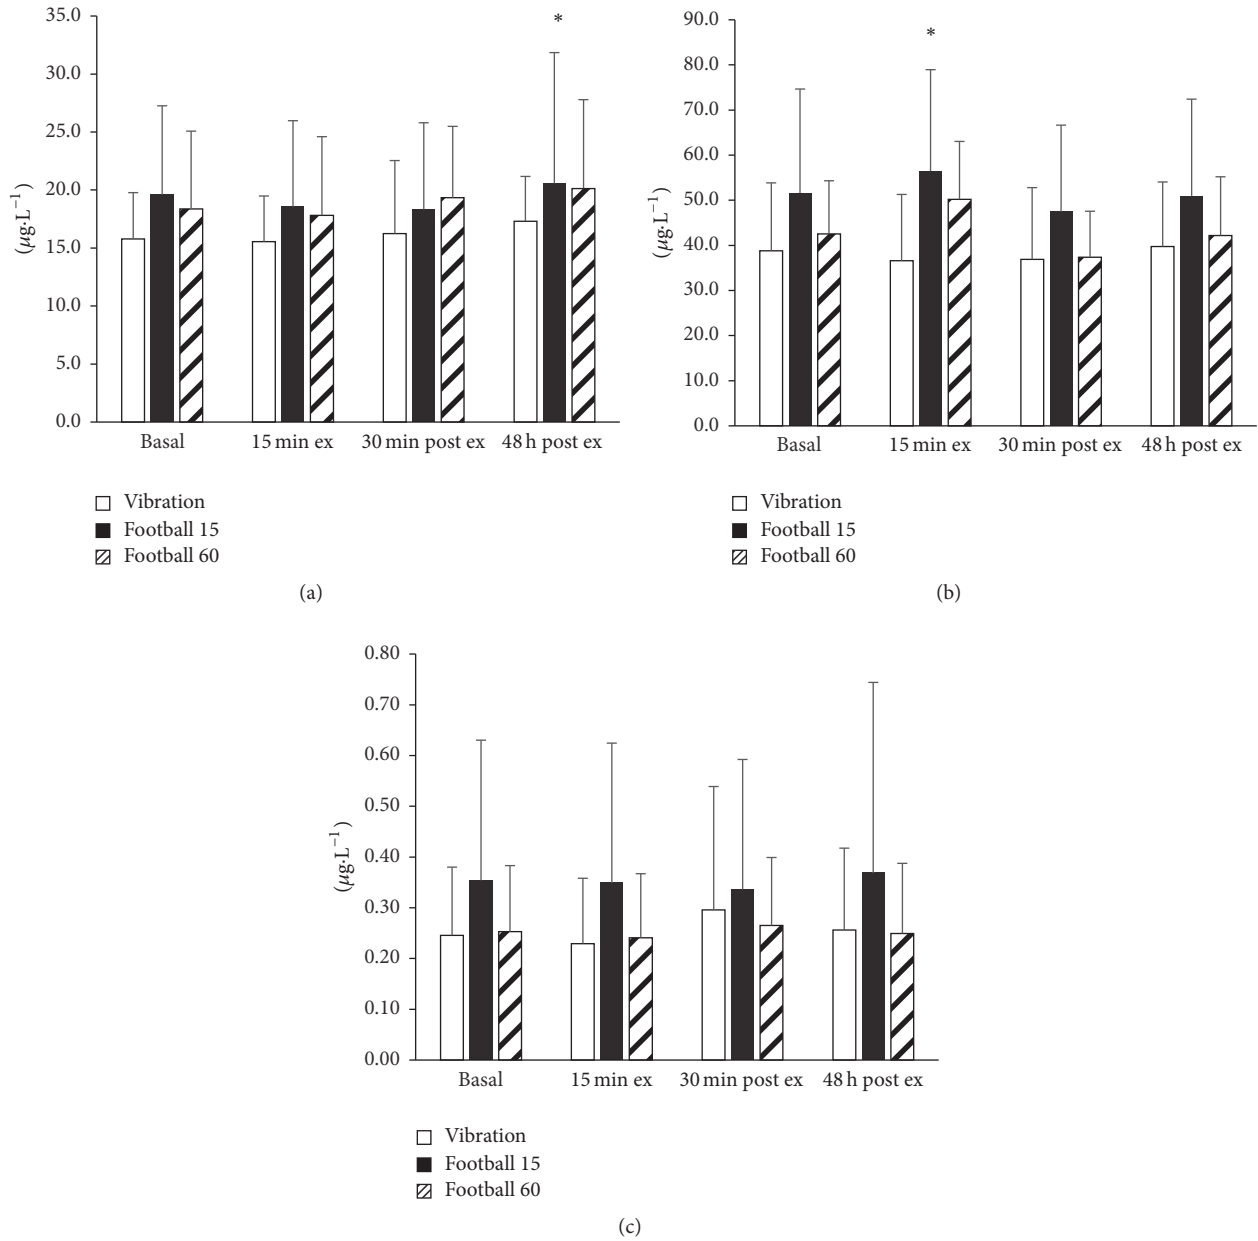 35.0
30.0
25.0
20.0
15.0
10.0
5.0
0.0
(μg·L⁻¹)
*
Basal 15 min ex 30 min post ex 48 h post ex
Vibration
Football 15
Football 60
(a)
90.0
80.0
70.0
60.0
50.0
40.0
30.0
20.0
10.0
0.0
(μg·L⁻¹)
*
Basal 15 min ex 30 min post ex 48 h post ex
Vibration
Football 15
Football 60
(b)
0.80
0.70
0.60
0.50
0.40
0.30
0.20
0.10
0.00
(μg·L⁻¹)
Basal 15 min ex 30 min post ex 48 h post ex
Vibration
Football 15
Football 60
(c)